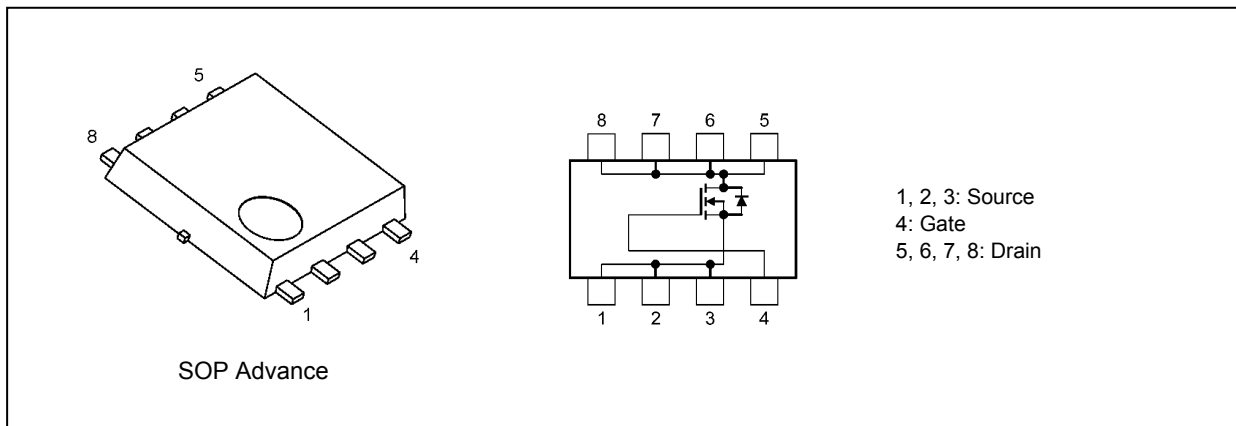 5
8
4
1
SOP Advance
8 7 6 5
1 2 3 4
1, 2, 3: Source
4: Gate
5, 6, 7, 8: Drain